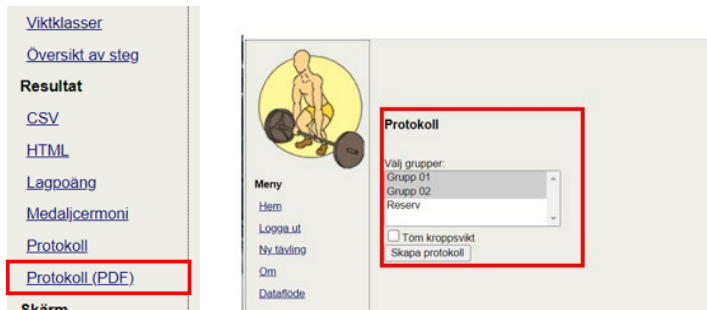 Viktklasser
Översikt av steg
Resultat
CSV
HTML
Lagpoäng
Medaljcermoni
Protokoll
Protokoll (PDF)
Skärm
Meny
Hem
Logga ut
Ny tävling
Om
Dataflöde
Protokoll
Välj grupper:
Grupp 01
Grupp 02
Reserv
Töm kroppsvikt
Skapa protokoll